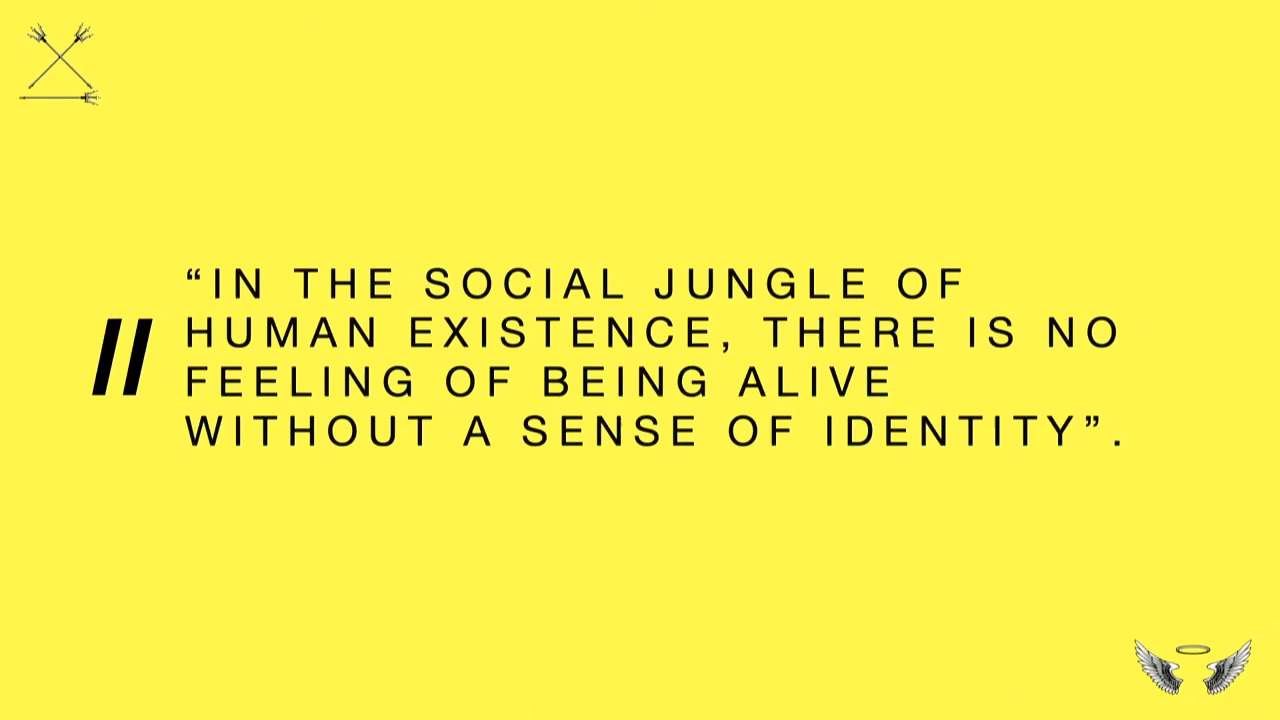 “IN THE SOCIAL JUNGLE OF
HUMAN EXISTENCE, THERE IS NO
FEELING OF BEING ALIVE
WITHOUT A SENSE OF IDENTITY”.